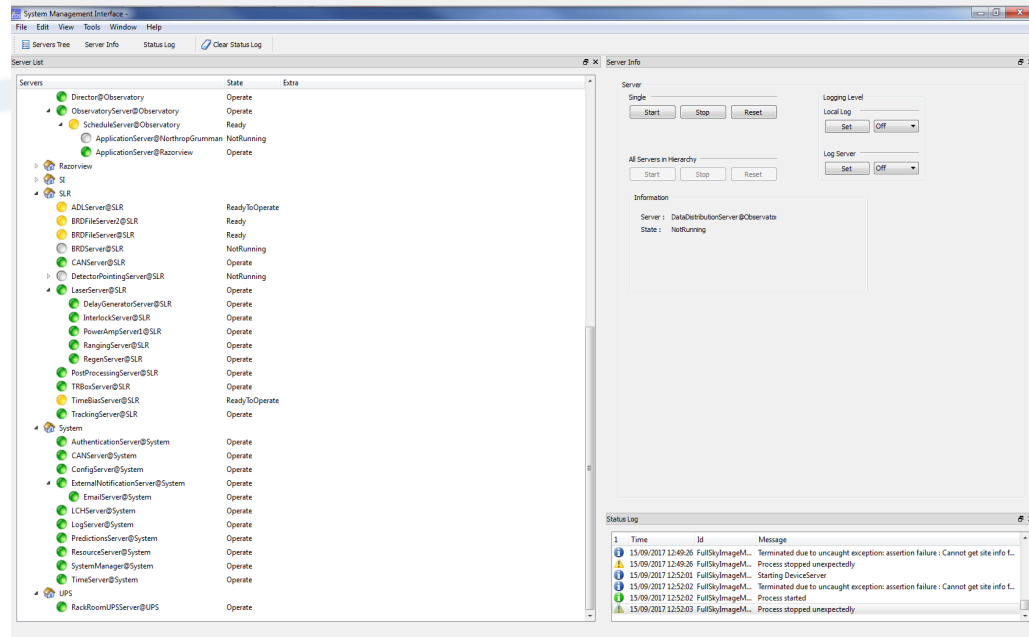 System Management Interface -
File Edit View Tools Window Help
Servers Tree Server Info Status Log Clear Status Log
Server List
Servers State Extra
Director@Observatory Operate
ObservatoryServer@Observatory Operate
ScheduleServer@Observatory Ready
ApplicationServer@NorthropGrumman NotRunning
ApplicationServer@Razorview Operate
Razorview
SI
SLR
ADLServer@SLR ReadyToOperate
BRDFileServer2@SLR Ready
BRDFileServer@SLR Ready
BRDServer@SLR NotRunning
CANServer@SLR Operate
DetectorPointingServer@SLR NotRunning
LaserServer@SLR Operate
DelayGeneratorServer@SLR Operate
InterlockServer@SLR Operate
PowerAmpServer1@SLR Operate
RangingServer@SLR Operate
RegenServer@SLR Operate
PostProcessingServer@SLR Operate
TRBoxServer@SLR Operate
TimeBiasServer@SLR ReadyToOperate
TrackingServer@SLR Operate
System
AuthenticationServer@System Operate
CANServer@System Operate
ConfigServer@System Operate
ExternalNotificationServer@System Operate
EmailServer@System Operate
LCHServer@System Operate
LogServer@System Operate
PredictionsServer@System Operate
ResourceServer@System Operate
SystemManager@System Operate
TimeServer@System Operate
UPS
RackRoomUPSServer@UPS Operate
Server Info
Server
Single
Start Stop Reset
All Servers in Hierarchy
Start Stop Reset
Logging Level
Local Log
Set Off
Log Server
Set Off
Information
Server : DataDistributionServer@Observator
State : NotRunning
Status Log
1 Time Id Message
15/09/2017 12:49:26 FullSkyImageM... Terminated due to uncaught exception: assertion failure : Cannot get site info f...
15/09/2017 12:49:26 FullSkyImageM... Process stopped unexpectedly
15/09/2017 12:52:01 FullSkyImageM... Starting DeviceServer
15/09/2017 12:52:02 FullSkyImageM... Terminated due to uncaught exception: assertion failure : Cannot get site info f...
15/09/2017 12:52:02 FullSkyImageM... Process started
15/09/2017 12:52:03 FullSkyImageM... Process stopped unexpectedly